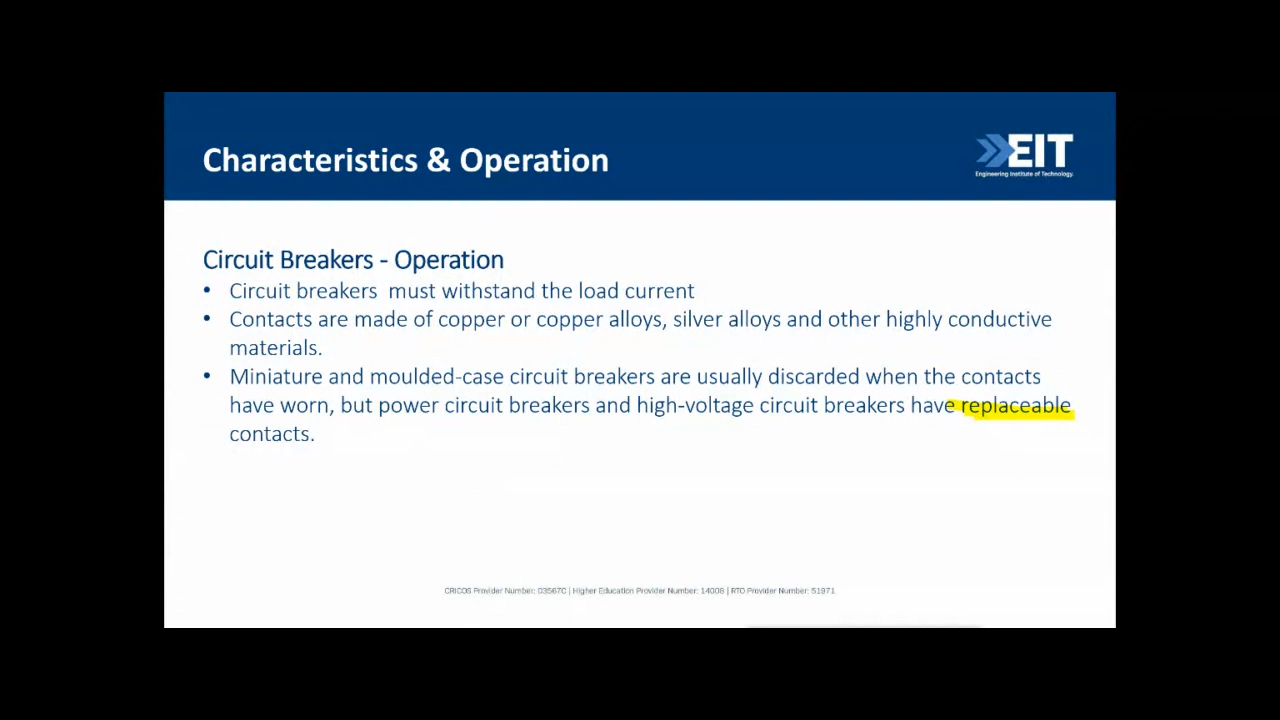 Characteristics & Operation
EIT
Engineering Institute of Technology
Circuit Breakers - Operation
• Circuit breakers  must withstand the load current
• Contacts are made of copper or copper alloys, silver alloys and other highly conductive
materials.
• Miniature and moulded-case circuit breakers are usually discarded when the contacts
have worn, but power circuit breakers and high-voltage circuit breakers have replaceable
contacts.
CRICOS Provider Number: 03567C | Higher Education Provider Number: 14008 | RTO Provider Number: 51971